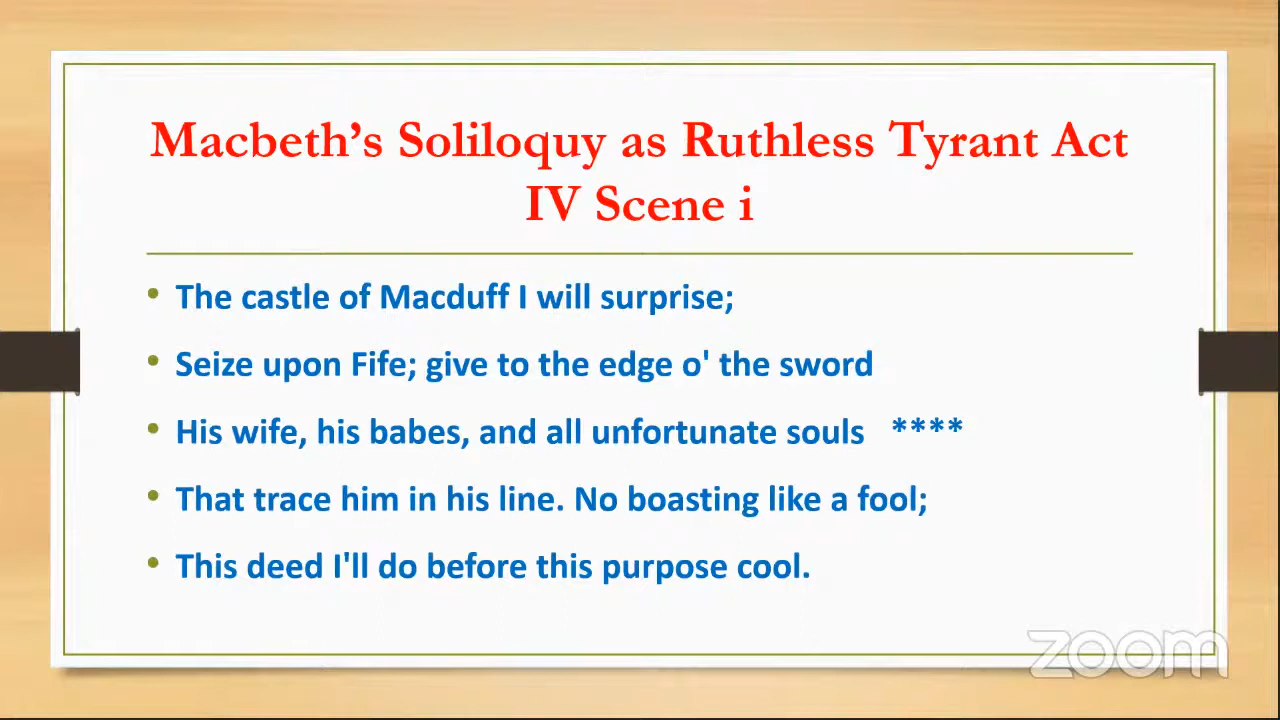 Macbeth’s Soliloquy as Ruthless Tyrant Act
IV Scene i
• The castle of Macduff I will surprise;
• Seize upon Fife; give to the edge o' the sword
• His wife, his babes, and all unfortunate souls ****
• That trace him in his line. No boasting like a fool;
• This deed I'll do before this purpose cool.
zoom